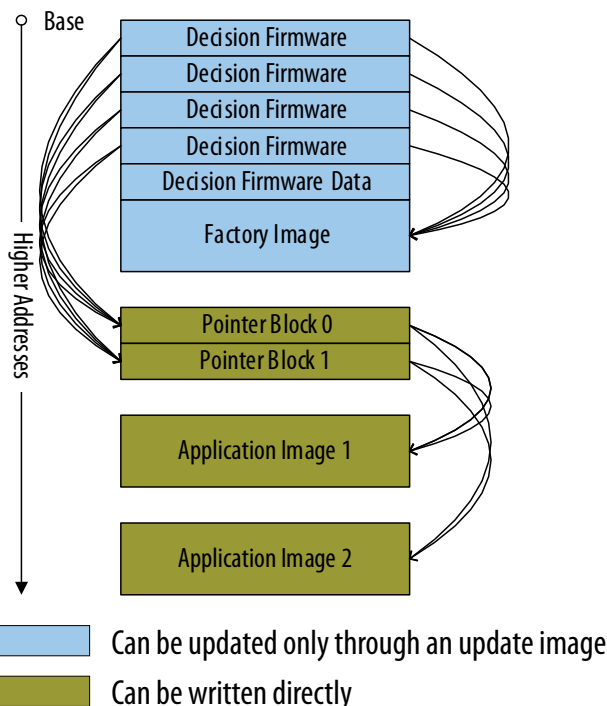 Base
Decision Firmware
Decision Firmware
Decision Firmware
Decision Firmware
Decision Firmware Data
Factory Image
Higher Addresses
Pointer Block 0
Pointer Block 1
Application Image 1
Application Image 2
Can be updated only through an update image
Can be written directly